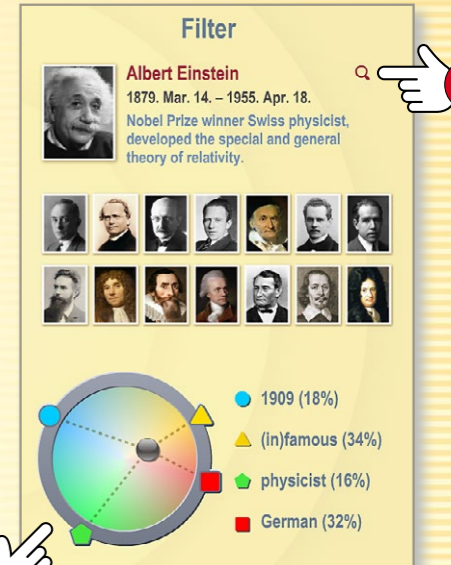 Filter
Albert Einstein
1879. Mar. 14. – 1955. Apr. 18.
Nobel Prize winner Swiss physicist,
developed the special and general
theory of relativity.
1909 (18%)
(in)famous (34%)
physicist (16%)
German (32%)